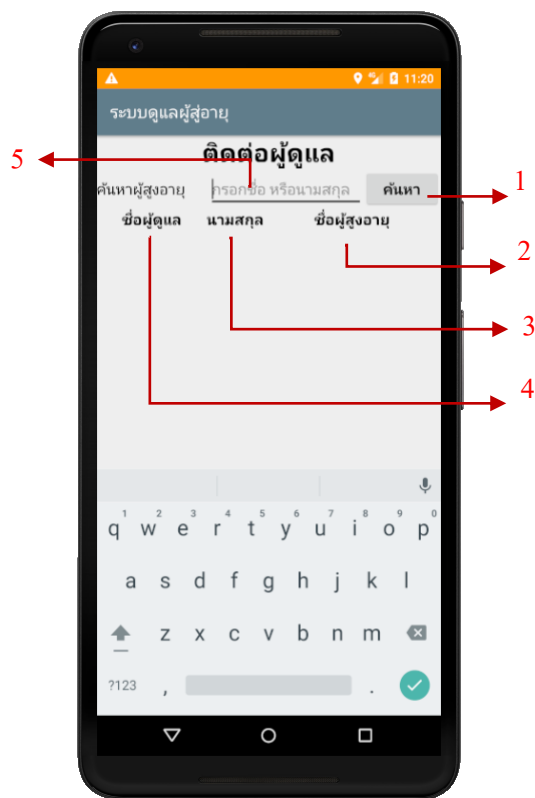 11:20
ระบบดูแลผู้สู่อายุ
ติดต่อผู้ดูแล
5
ค้นหาผู้สูงอายุ กรอกชื่อ หรือนามสกุล ค้นหา 1
ชื่อผู้ดูแล นามสกุล ชื่อผู้สูงอายุ
2
3
4
1 2 3 4 5 6 7 8 9 0
q w e r t y u i o p
a s d f g h j k l
z x c v b n m
?123 , .